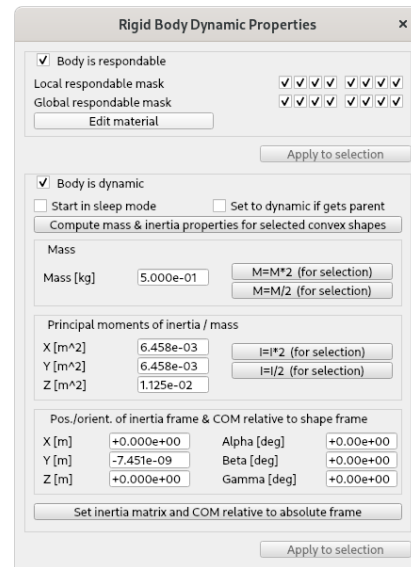 Rigid Body Dynamic Properties ×
Body is respondable
Local respondable mask
Global respondable mask
Edit material
Apply to selection
Body is dynamic
Start in sleep mode Set to dynamic if gets parent
Compute mass & inertia properties for selected convex shapes
Mass
Mass [kg] 5.000e-01 M=M*2 (for selection)
M=M/2 (for selection)
Principal moments of inertia / mass
X [m^2] 6.458e-03 I=I*2 (for selection)
Y [m^2] 6.458e-03 I=I/2 (for selection)
Z [m^2] 1.125e-02
Pos./orient. of inertia frame & COM relative to shape frame
X [m] +0.000e+00 Alpha [deg] +0.00e+00
Y [m] -7.451e-09 Beta [deg] +0.00e+00
Z [m] +0.000e+00 Gamma [deg] +0.00e+00
Set inertia matrix and COM relative to absolute frame
Apply to selection